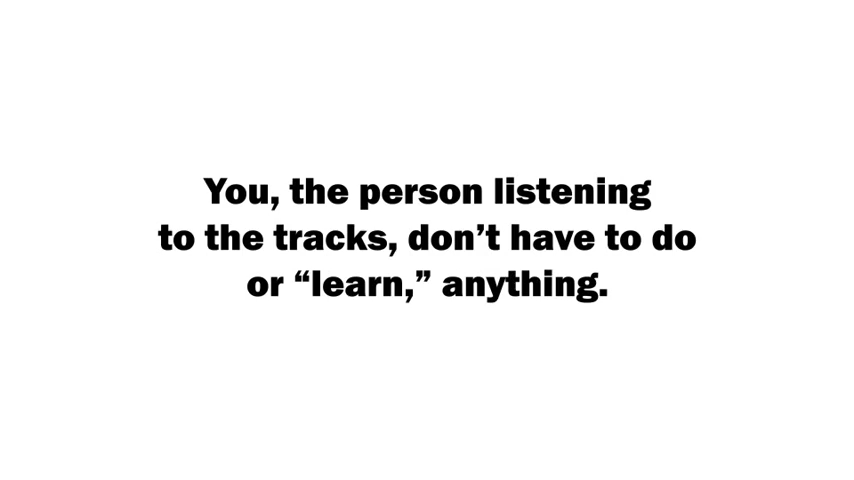 You, the person listening
to the tracks, don’t have to do
or “learn,” anything.